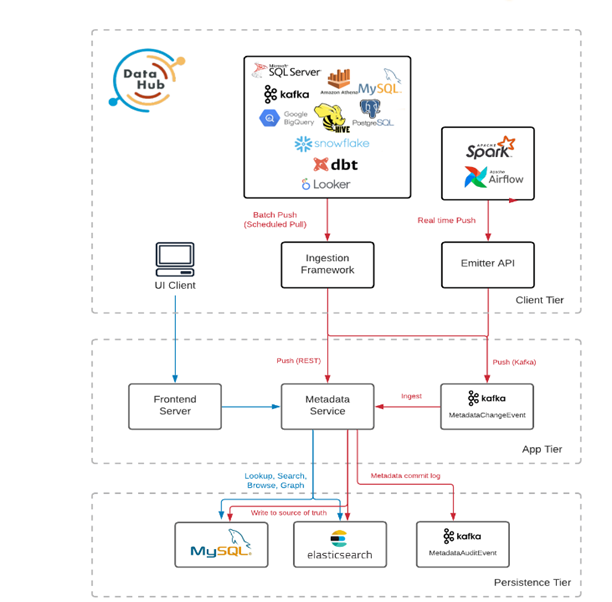 Data
Hub
Microsoft
SQL Server
Amazon Athena
MySQL
kafka
Google
BigQuery
HIVE
PostgreSQL
snowflake
dbt
Looker
APACHE
Spark
Apache
Airflow
Batch Push
(Scheduled Pull)
Real time Push
UI Client
Ingestion
Framework
Emitter API
Client Tier
Push (REST)
Push (Kafka)
Frontend
Server
Metadata
Service
Ingest
kafka
MetadataChangeEvent
App Tier
Lookup, Search,
Browse, Graph
Metadata commit log
Write to source of truth
MySQL
elasticsearch
kafka
MetadataAuditEvent
Persistence Tier